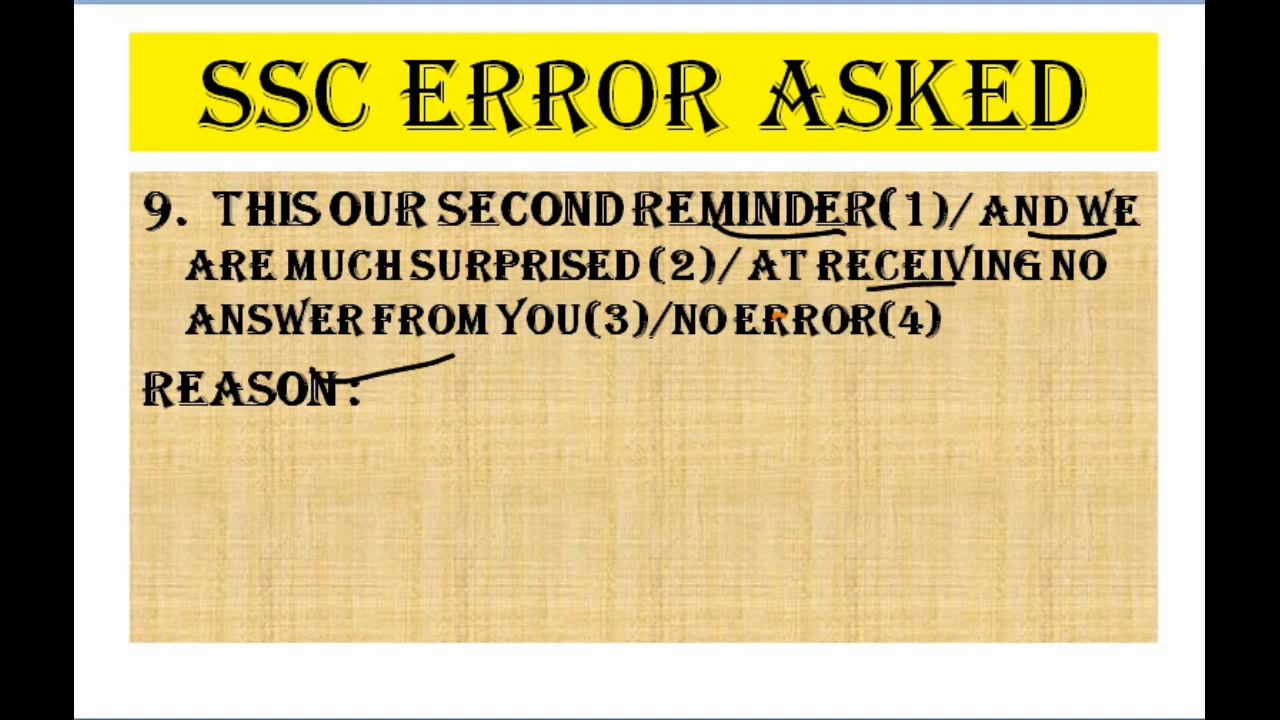 SSC ERROR ASKED
9. THIS OUR SECOND REMINDER(1)/ AND WE
ARE MUCH SURPRISED (2)/ AT RECEIVING NO
ANSWER FROM YOU(3)/NO ERROR(4)
REASON :